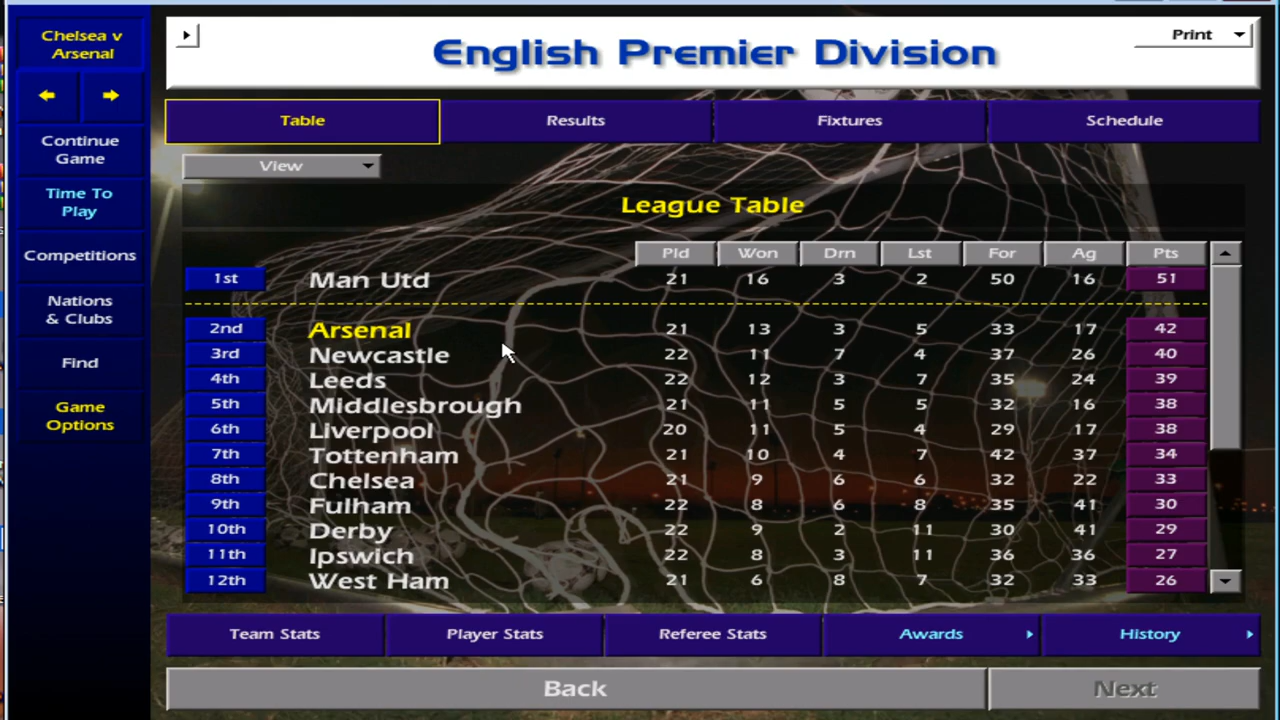 Chelsea v
Arsenal
Continue
Game
Time To
Play
Competitions
Nations
& Clubs
Find
Game
Options
English Premier Division
Print
Table Results Fixtures Schedule
View
League Table
Pld Won Drn Lst For Ag Pts
1st Man Utd 21 16 3 2 50 16 51
2nd Arsenal 21 13 3 5 33 17 42
3rd Newcastle 22 11 7 4 37 26 40
4th Leeds 22 12 3 7 35 24 39
5th Middlesbrough 21 11 5 5 32 16 38
6th Liverpool 20 11 5 4 29 17 38
7th Tottenham 21 10 4 7 42 37 34
8th Chelsea 21 9 6 6 32 22 33
9th Fulham 22 8 6 8 35 41 30
10th Derby 22 9 2 11 30 41 29
11th Ipswich 22 8 3 11 36 36 27
12th West Ham 21 6 8 7 32 33 26
Team Stats Player Stats Referee Stats Awards History
Back Next